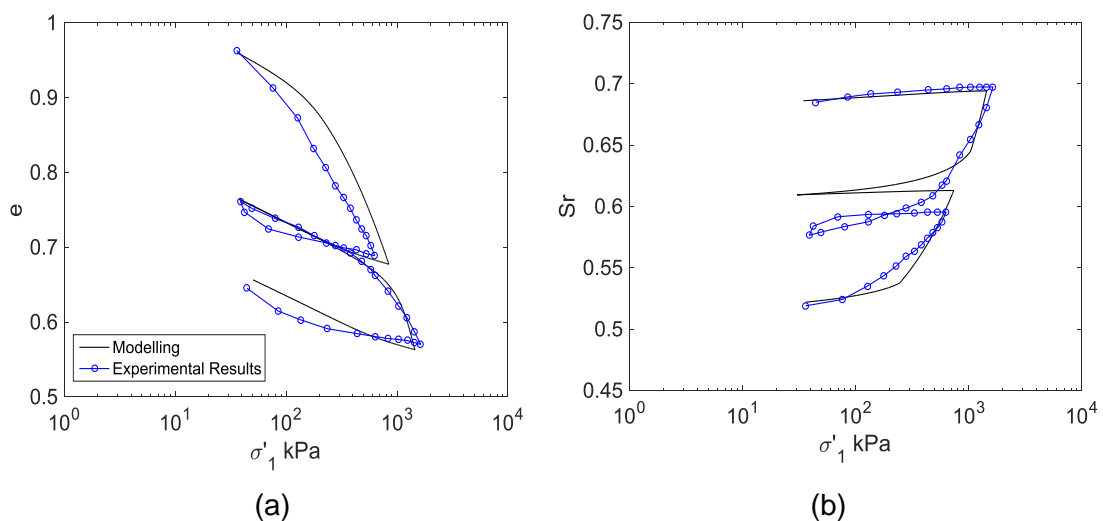 1
0.9
0.8
0.7
0.6
0.5
e
10^0 10^1 10^2 10^3 10^4
σ'_1 kPa
Modelling
Experimental Results
(a)
0.75
0.7
0.65
0.6
0.55
0.5
0.45
Sr
10^0 10^1 10^2 10^3 10^4
σ'_1 kPa
(b)